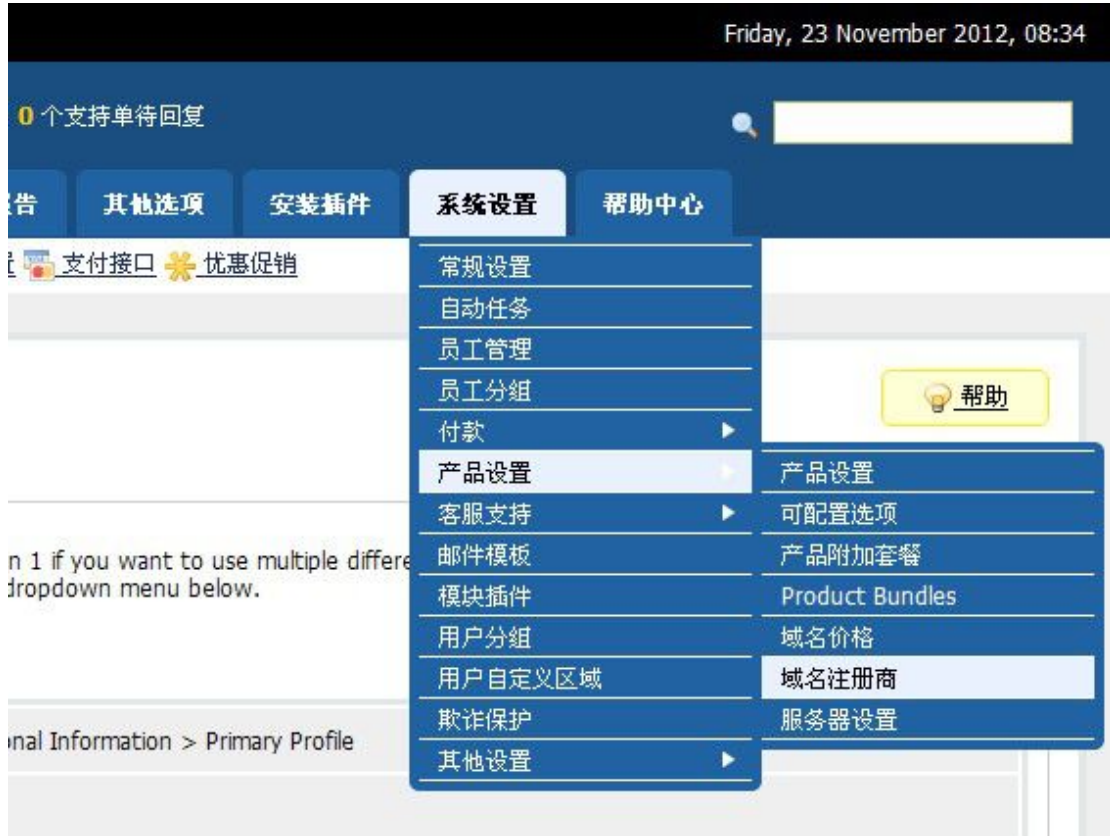 Friday, 23 November 2012, 08:34
0 个支持单待回复
告 其他选项 安装插件 系统设置 帮助中心
支付接口 优惠促销
常规设置
自动任务
员工管理
员工分组
帮助
付款
产品设置
产品设置
客服支持
可配置选项
邮件模板
产品附加套餐
n 1 if you want to use multiple differe
dropdown menu below.
模块插件
Product Bundles
用户分组
域名价格
用户自定义区域
域名注册商
欺诈保护
服务器设置
onal Information > Primary Profile
其他设置